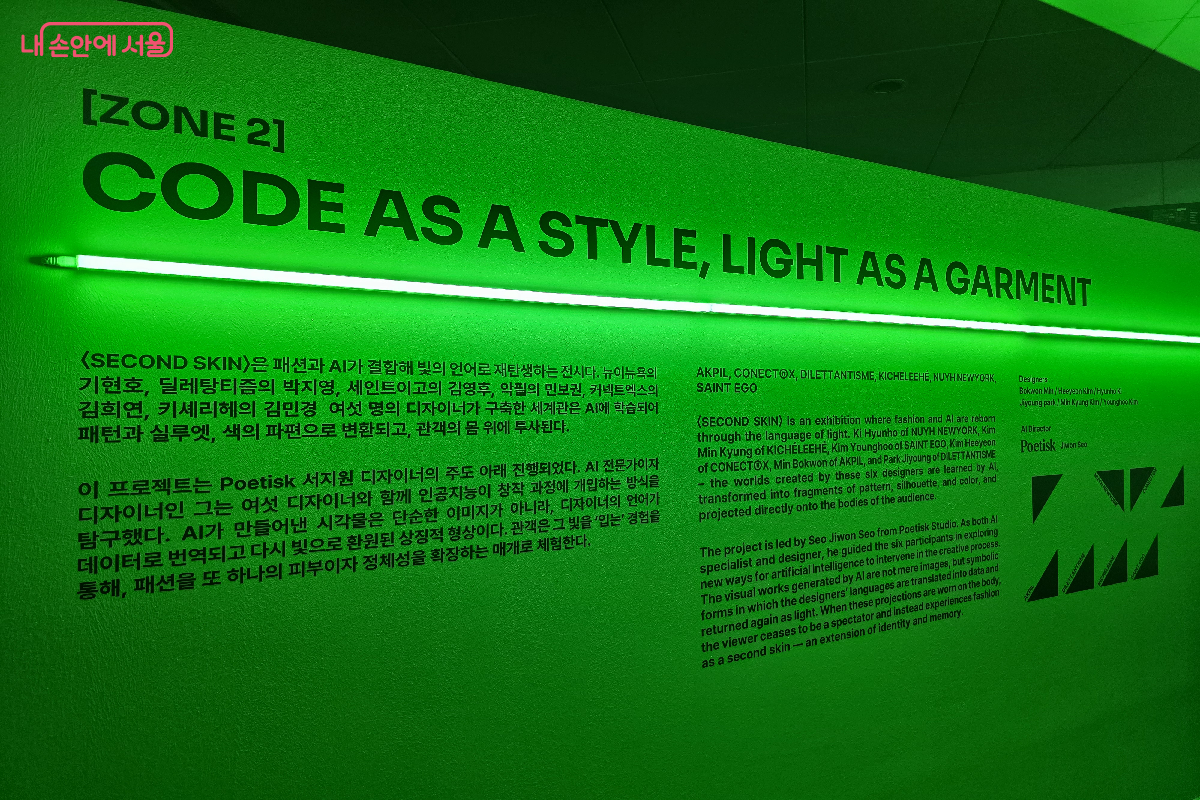 내 손안에 서울
[ZONE 2]
CODE AS A STYLE, LIGHT AS A GARMENT
〈SECOND SKIN〉은 패션과 AI가 결합해 빛의 언어로 재탄생하는 전시다. 뉴이뉴욕의
기현호, 딜레탕티즘의 박지영, 세인트이고의 김영후, 악필의 민보권, 커넥트엑스의
김희연, 키셰리헤의 김민경 여섯 명의 디자이너가 구축한 세계관은 AI에 학습되어
패턴과 실루엣, 색의 파편으로 변환되고, 관객의 몸 위에 투사된다.
이 프로젝트는 Poetisk 서지원 디자이너의 주도 아래 진행되었다. AI 전문가이자
디자이너인 그는 여섯 디자이너와 함께 인공지능이 창작 과정에 개입하는 방식을
탐구했다. AI가 만들어낸 시각물은 단순한 이미지가 아니라, 디자이너의 언어가
데이터로 번역되고 다시 빛으로 환원된 상징적 형상이다. 관객은 그 빛을 '입는' 경험을
통해, 패션을 또 하나의 피부이자 정체성을 확장하는 매개로 체험한다.
AKPIL, CONECTⓧX, DILETTANTISME, KICHELEEHE, NUYH NEWYORK,
SAINT EGO
〈SECOND SKIN〉 is an exhibition where fashion and AI are reborn
through the language of light. Ki Hyunho of NUYH NEWYORK, Kim
Min Kyung of KICHELEEHE, Kim Younghoo of SAINT EGO, Kim Heeyeon
of CONECTⓧX, Min Bokwon of AKPIL, and Park Jiyoung of DILETTANTISME
– the worlds created by these six designers are learned by AI,
transformed into fragments of pattern, silhouette, and color, and
projected directly onto the bodies of the audience.
The project is led by Seo Jiwon Seo from Poetisk Studio. As both AI
specialist and designer, he guided the six participants in exploring
new ways for artificial intelligence to intervene in the creative process.
The visual works generated by AI are not mere images, but symbolic
forms in which the designers' languages are translated into data and
returned again as light. When these projections are worn on the body,
the viewer ceases to be a spectator and instead experiences fashion
as a second skin — an extension of identity and memory.
Designers
Bokwon Min / Heeyeon Kim / Hyunho Ki
Jiyoung park / Min Kyung Kim / Younghoo Kim
AI Director
Poetisk Jiwon Seo